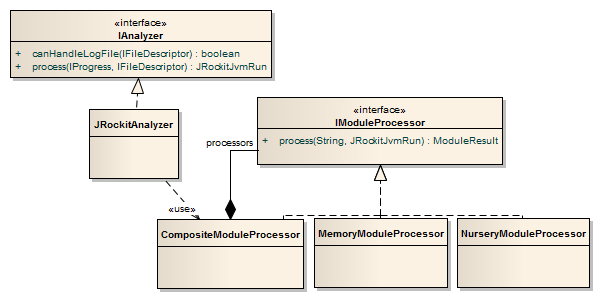 «interface»
IAnalyzer
+ canHandleLogFile(IFileDescriptor) : boolean
+ process(IProgress, IFileDescriptor) : JRockitJvmRun
JRockitAnalyzer
«interface»
IModuleProcessor
+ process(String, JRockitJvmRun) : ModuleResult
processors
«use»
CompositeModuleProcessor
MemoryModuleProcessor
NurseryModuleProcessor